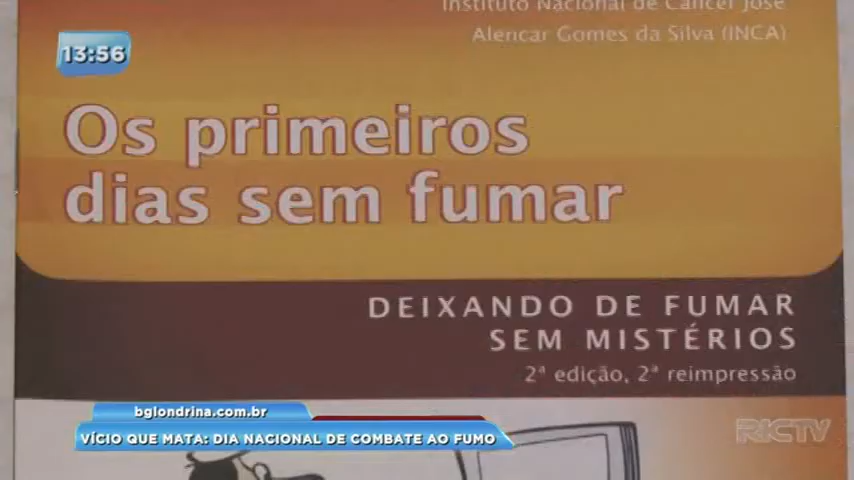 Instituto Nacional de Câncer José
Alencar Gomes da Silva (INCA)
13:56
Os primeiros
dias sem fumar
DEIXANDO DE FUMAR
SEM MISTÉRIOS
2ª edição, 2ª reimpressão
bglondrina.com.br
VÍCIO QUE MATA: DIA NACIONAL DE COMBATE AO FUMO
RICTV